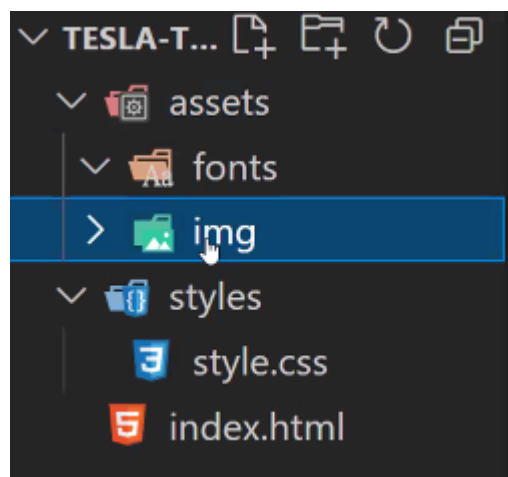 TESLA-T...
assets
fonts
img
styles
style.css
index.html